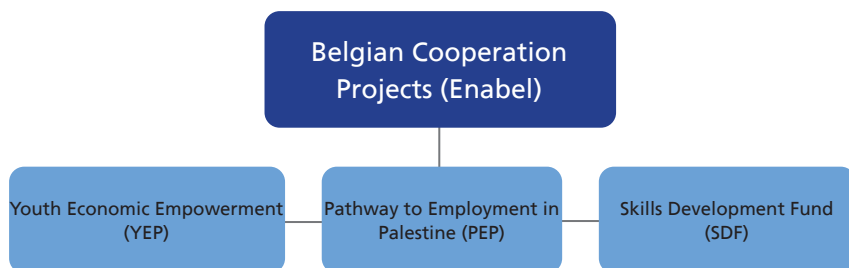 Belgian Cooperation
Projects (Enabel)
Youth Economic Empowerment
(YEP)
Pathway to Employment in
Palestine (PEP)
Skills Development Fund
(SDF)